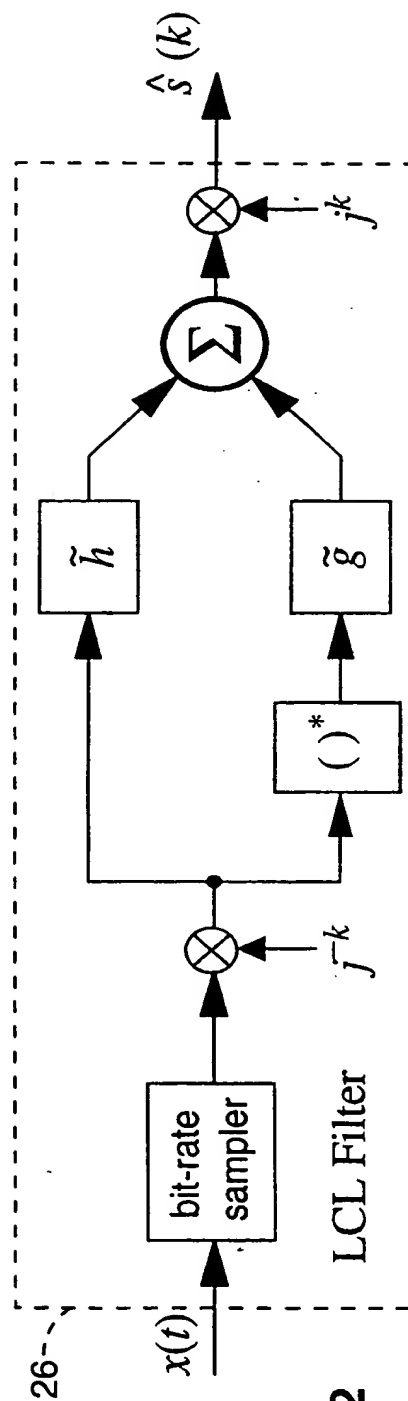 26
x(t)
bit-rate
sampler
j^{-k}
( )*
h̃
g̃
Σ
j^k
ŝ (k)
LCL Filter
2